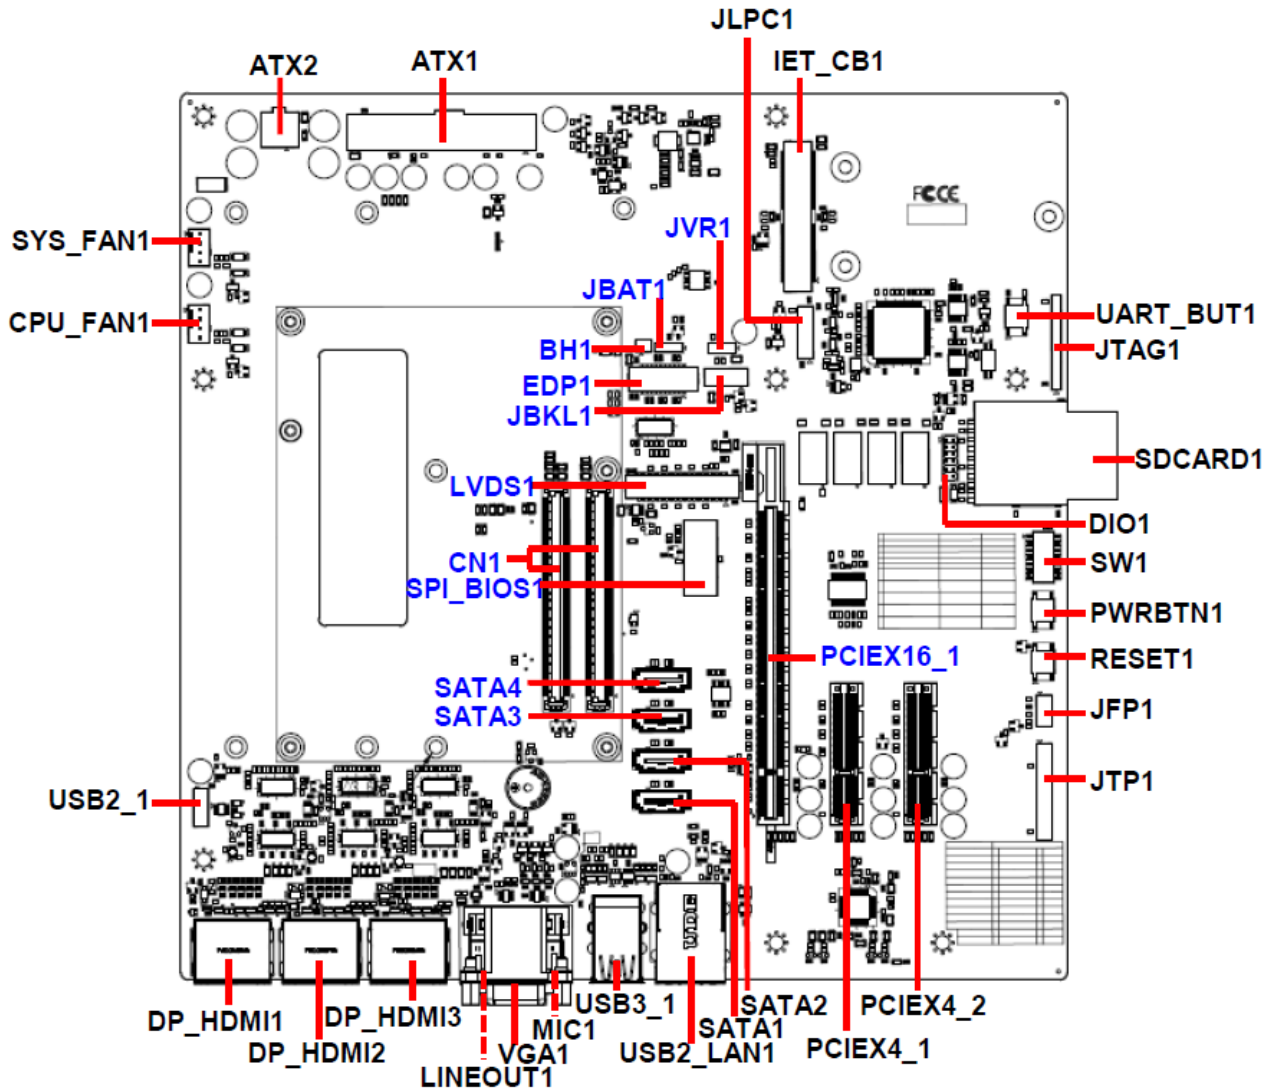 JLPC1
ATX2
ATX1
IET_CB1
SYS_FAN1
JVR1
JBAT1
CPU_FAN1
UART_BUT1
BH1
JTAG1
EDP1
JBKL1
SDCARD1
LVDS1
DIO1
CN1
SW1
SPI_BIOS1
PWRBTN1
PCIEX16_1
RESET1
SATA4
SATA3
JFP1
JTP1
USB2_1
USB3_1
SATA2
PCIEX4_2
DP_HDMI1
DP_HDMI3
MIC1
SATA1
DP_HDMI2
VGA1
USB2_LAN1
PCIEX4_1
LINEOUT1